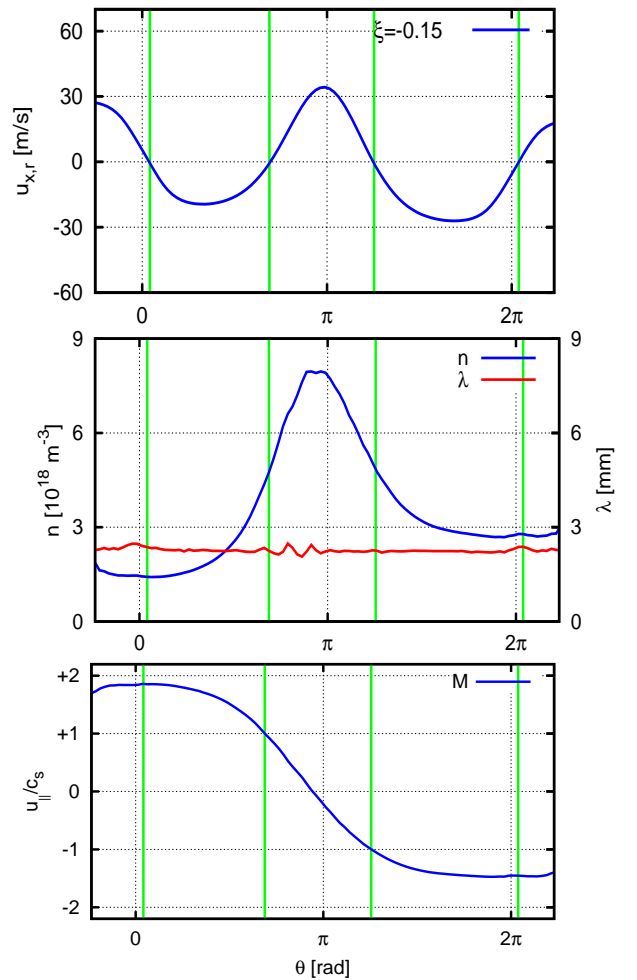 60
30
0
-30
-60
u_{x,r} [m/s]
ξ=-0.15
0 π 2π
9
6
3
0
n [10^{18} m^{-3}]
n
λ
9
6
3
0
λ [mm]
0 π 2π
+2
+1
0
-1
-2
u_{||}/c_s
M
0 π 2π
θ [rad]